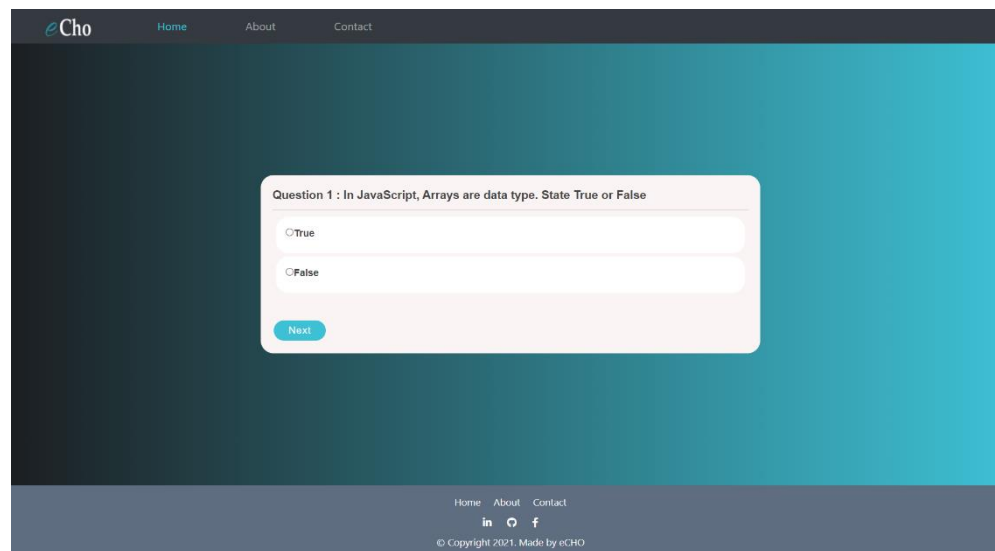 eCho Home About Contact
Question 1 : In JavaScript, Arrays are data type. State True or False
True
False
Next
Home About Contact
in f
© Copyright 2021. Made by eCHO